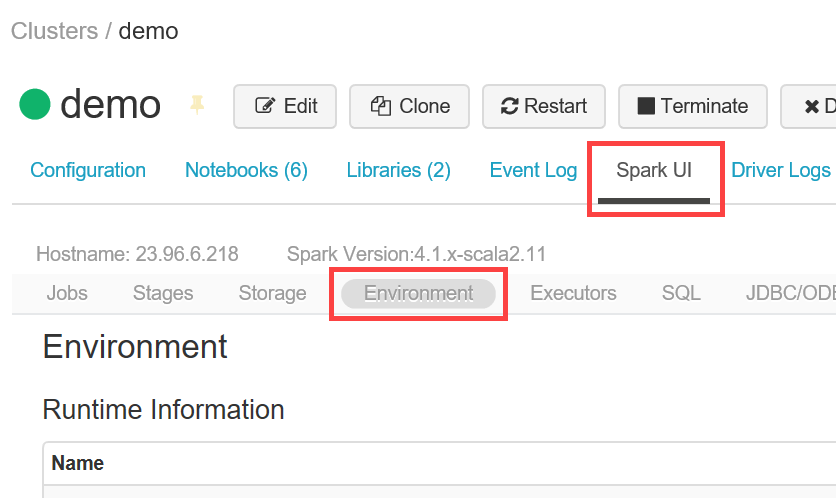 Clusters / demo
demo Edit Clone Restart Terminate D
Configuration Notebooks (6) Libraries (2) Event Log Spark UI Driver Logs
Hostname: 23.96.6.218 Spark Version:4.1.x-scala2.11
Jobs Stages Storage Environment Executors SQL JDBC/ODB
Environment
Runtime Information
Name